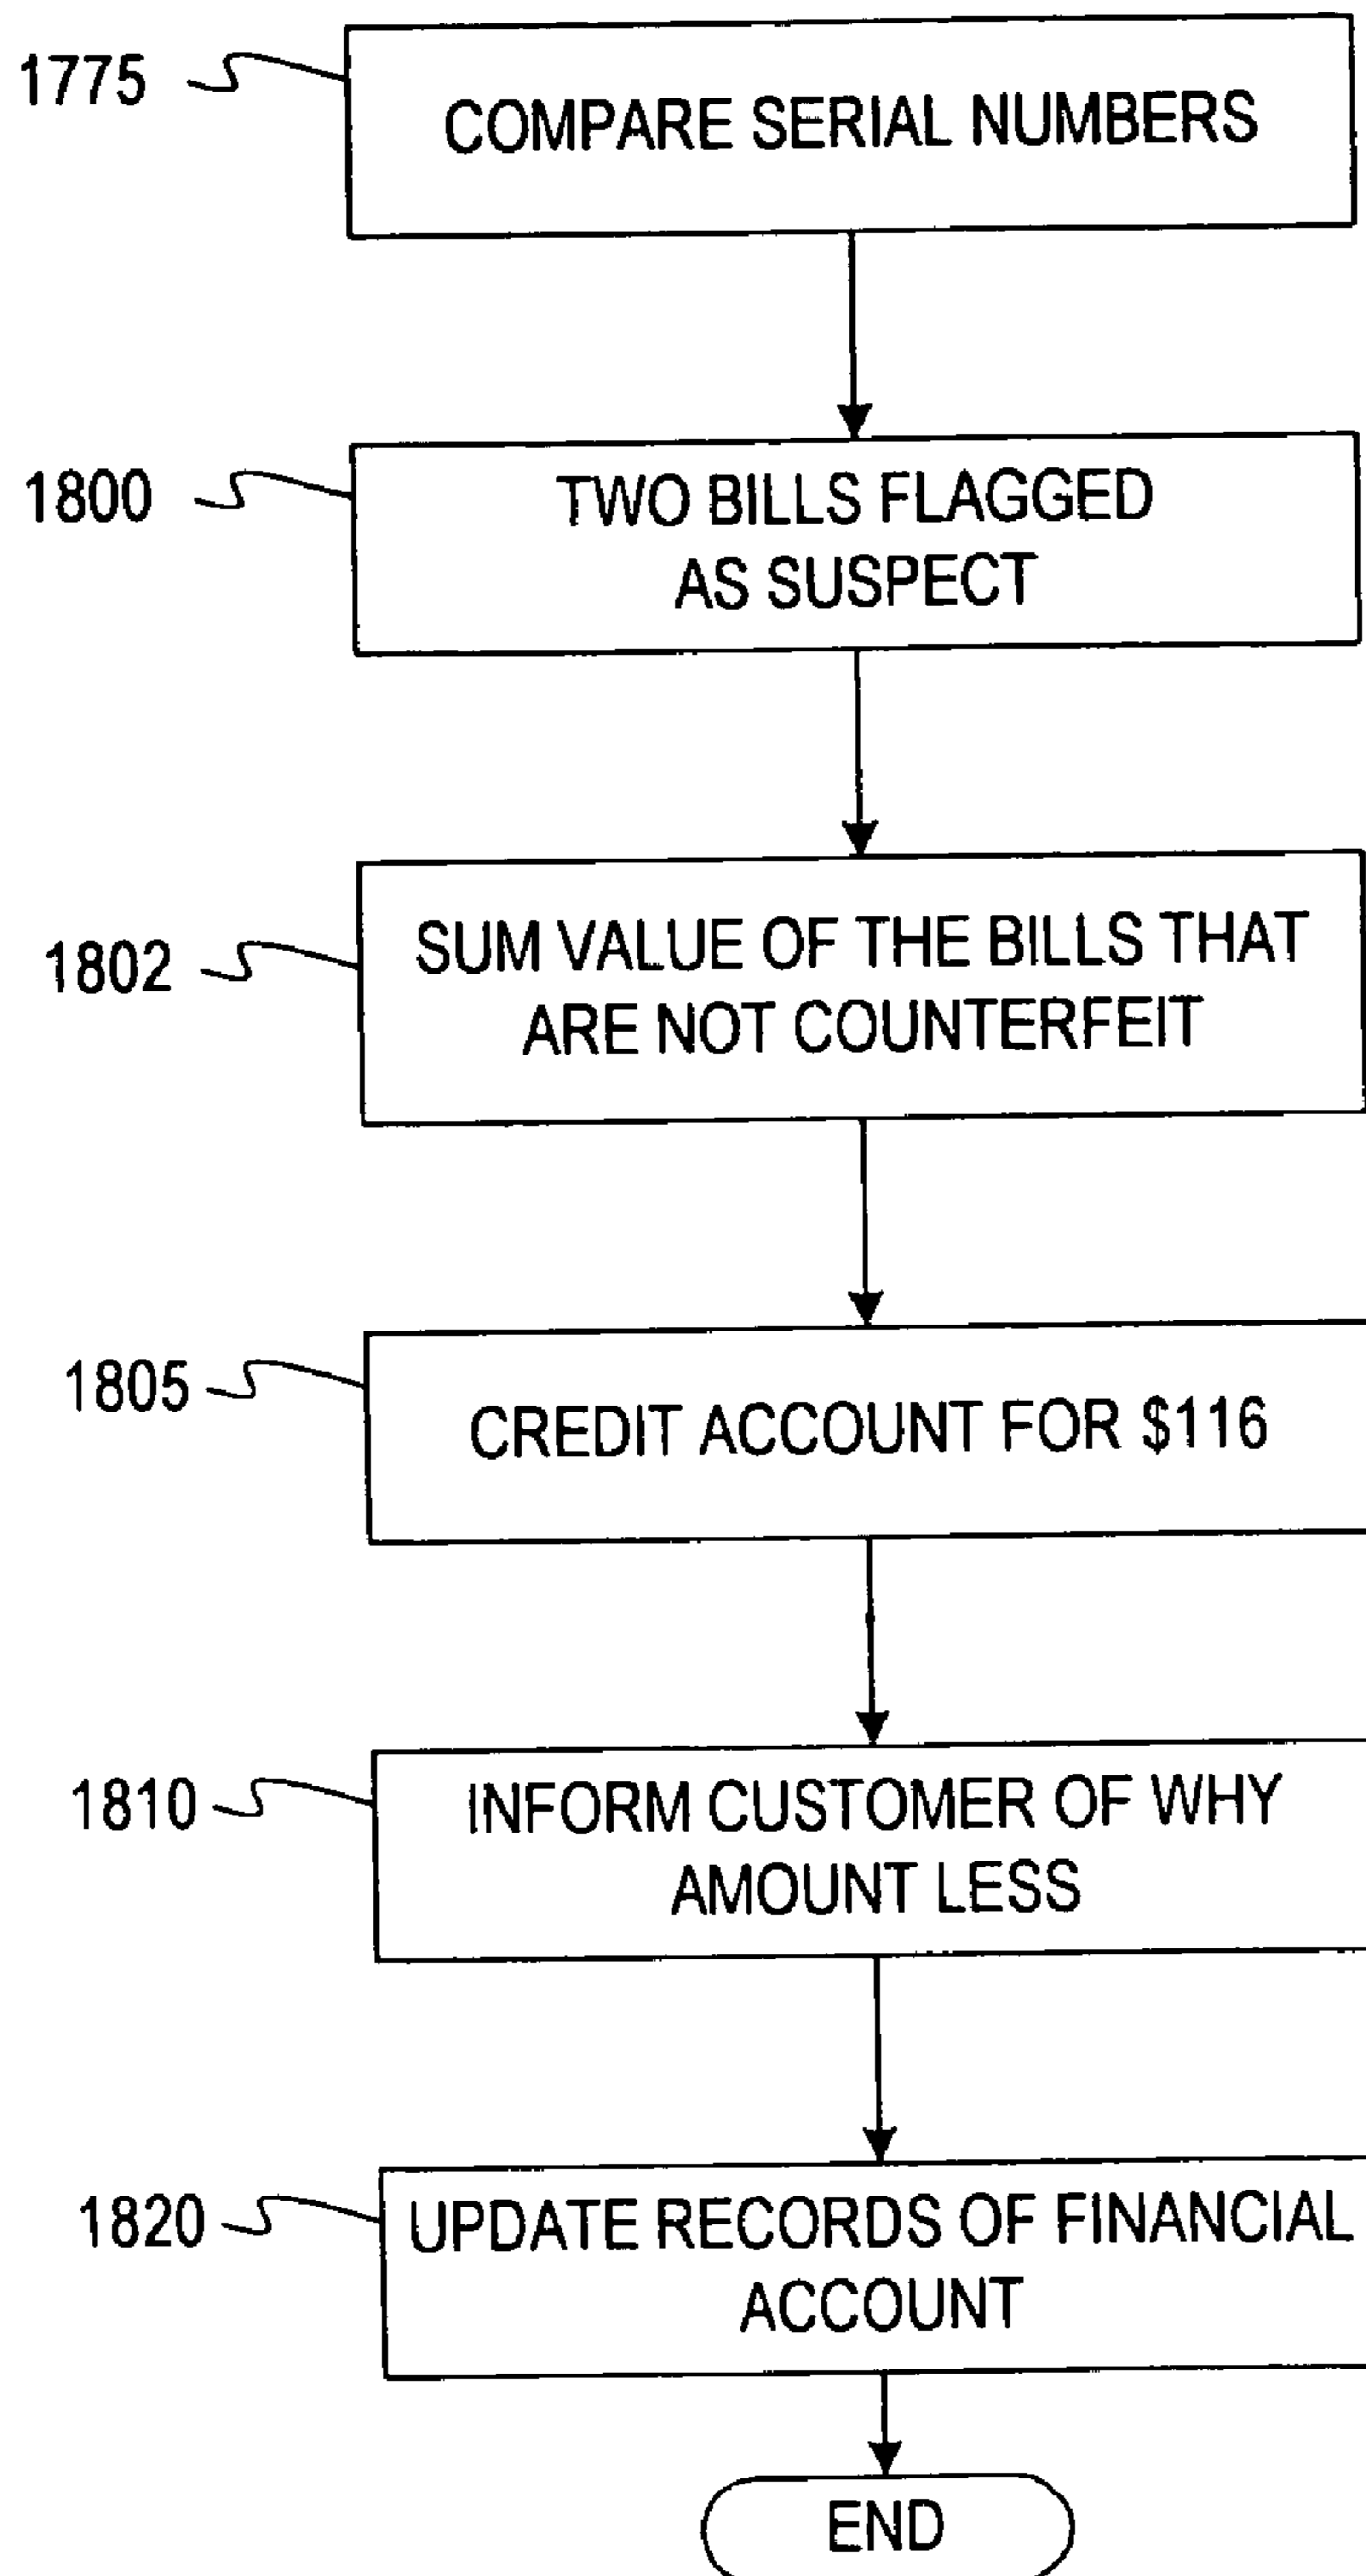 1775
COMPARE SERIAL NUMBERS
1800
TWO BILLS FLAGGED
AS SUSPECT
1802
SUM VALUE OF THE BILLS THAT
ARE NOT COUNTERFEIT
1805
CREDIT ACCOUNT FOR $116
1810
INFORM CUSTOMER OF WHY
AMOUNT LESS
1820
UPDATE RECORDS OF FINANCIAL
ACCOUNT
END